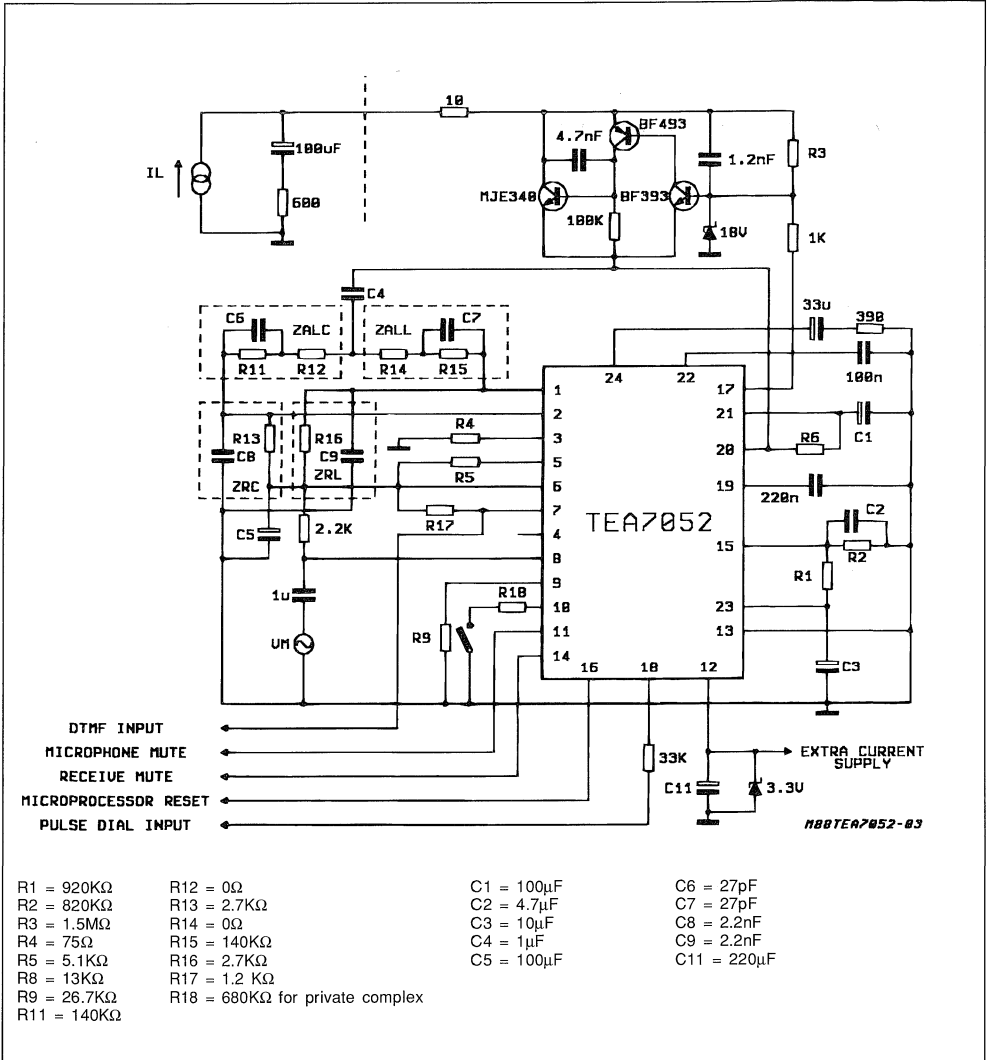 10
BF493
4.7nF
100uF
1.2nF
R3
IL
MJE340
BF393
600
100K
18V
1K
C4
33u
390
C6
ZALC
ZALL
C7
R11
R12
R14
R15
24
22
100n
1
17
2
21
R13
R16
R4
3
R6
C1
C8
C9
20
5
ZRC
ZRL
R5
6
19
220n
7
C2
R17
TEA7052
C5
2.2K
4
15
8
R2
9
R1
1u
R18
10
23
R9
11
13
VM
14
16
18
12
C3
DTMF INPUT
MICROPHONE MUTE
33K
EXTRA CURRENT
SUPPLY
RECEIVE MUTE
C11
3.3V
MICROPROCESSOR RESET
PULSE DIAL INPUT
M88TEA7052-03
R1 = 920KΩ
R2 = 820KΩ
R3 = 1.5MΩ
R4 = 75Ω
R5 = 5.1KΩ
R8 = 13KΩ
R9 = 26.7KΩ
R11 = 140KΩ
R12 = 0Ω
R13 = 2.7KΩ
R14 = 0Ω
R15 = 140KΩ
R16 = 2.7KΩ
R17 = 1.2 KΩ
R18 = 680KΩ for private complex
C1 = 100µF
C2 = 4.7µF
C3 = 10µF
C4 = 1µF
C5 = 100µF
C6 = 27pF
C7 = 27pF
C8 = 2.2nF
C9 = 2.2nF
C11 = 220µF